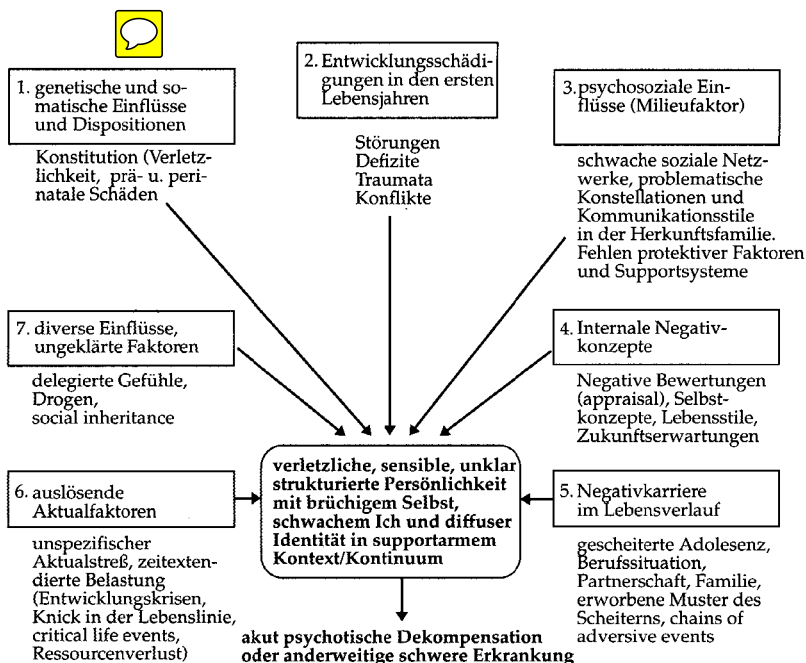 1. genetische und so-
matische Einflüsse
und Dispositionen
Konstitution (Verletz-
lichkeit, prä- u. peri-
natale Schäden
2. Entwicklungsschädi-
gungen in den ersten
Lebensjahren
Störungen
Defizite
Traumata
Konflikte
3. psychosoziale Ein-
flüsse (Milieufaktor)
schwache soziale Netz-
werke, problematische
Konstellationen und
Kommunikationsstile
in der Herkunftsfamilie.
Fehlen protektiver Faktoren
und Supportsysteme
7. diverse Einflüsse,
ungeklärte Faktoren
delegierte Gefühle,
Drogen,
social inheritance
4. Internale Negativ-
konzepte
Negative Bewertungen
(appraisal), Selbst-
konzepte, Lebensstile,
Zukunftserwartungen
6. auslösende
Aktualfaktoren
unspezifischer
Aktualstreß, zeitexten-
dierte Belastung
(Entwicklungskrisen,
Knick in der Lebenslinie,
critical life events,
Ressourcenverlust)
verletzliche, sensible, unklar
strukturierte Persönlichkeit
mit brüchigem Selbst,
schwachem Ich und diffuser
Identität in supportarmem
Kontext/Kontinuum
5. Negativkarriere
im Lebensverlauf
gescheiterte Adolesenz,
Berufssituation,
Partnerschaft, Familie,
erworbene Muster des
Scheiterns, chains of
adversive events
akut psychotische Dekompensation
oder anderweitige schwere Erkrankung